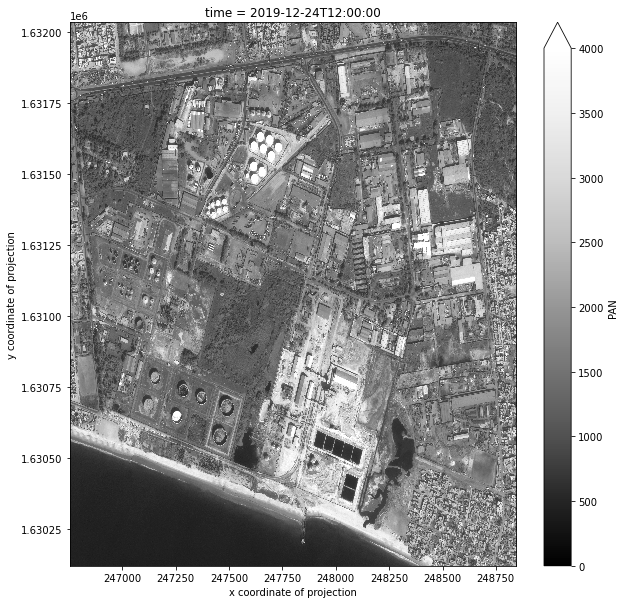 time = 2019-12-24T12:00:00
1e6
1.63200
1.63175
1.63150
1.63125
1.63100
1.63075
1.63050
1.63025
y coordinate of projection
247000 247250 247500 247750 248000 248250 248500 248750
x coordinate of projection
4000
3500
3000
2500
2000
1500
1000
500
0
PAN